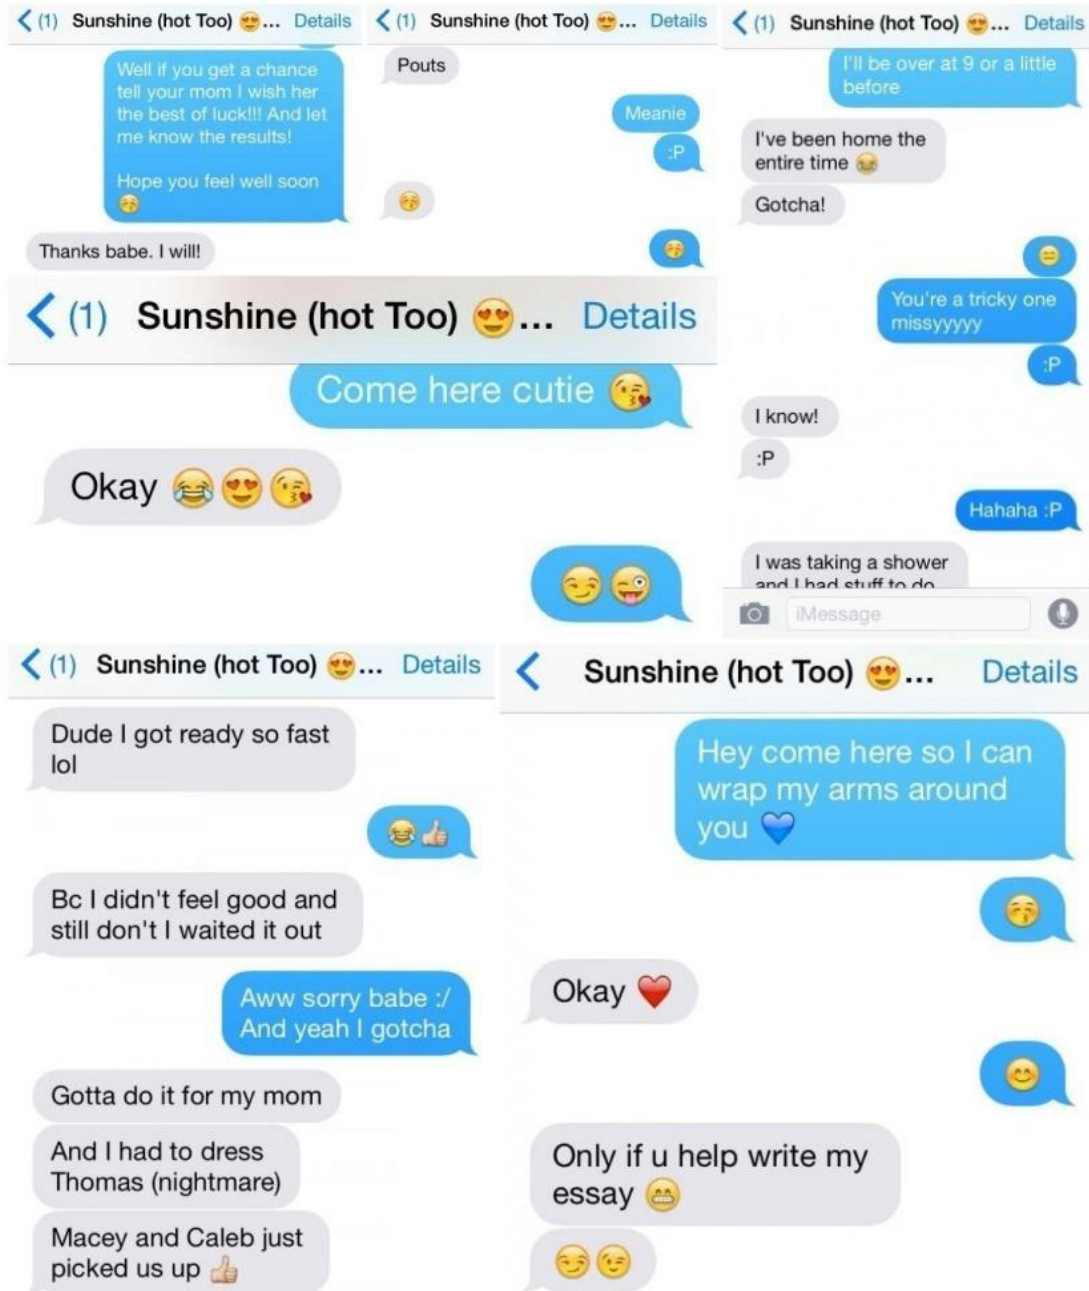 (1) Sunshine (hot Too) 😍... Details
Well if you get a chance
tell your mom I wish her
the best of luck!!! And let
me know the results!
Hope you feel well soon
😚
Thanks babe. I will!
(1) Sunshine (hot Too) 😍... Details
Pouts
Meanie
:P
😚
😚
(1) Sunshine (hot Too) 😍... Details
I'll be over at 9 or a little
before
I've been home the
entire time 😂
Gotcha!
😑
You're a tricky one
missyyyyy
:P
I know!
:P
Hahaha :P
I was taking a shower
and I had stuff to do
iMessage
(1) Sunshine (hot Too) 😍... Details
Come here cutie 😘
Okay 😂😍😘
😏😜
(1) Sunshine (hot Too) 😍... Details
Dude I got ready so fast
lol
😂👍
Bc I didn't feel good and
still don't I waited it out
Aww sorry babe :/
And yeah I gotcha
Gotta do it for my mom
And I had to dress
Thomas (nightmare)
Macey and Caleb just
picked us up 👍
Sunshine (hot Too) 😍... Details
Hey come here so I can
wrap my arms around
you 💙
😚
Okay ❤️
😊
Only if u help write my
essay 😁
😏😉